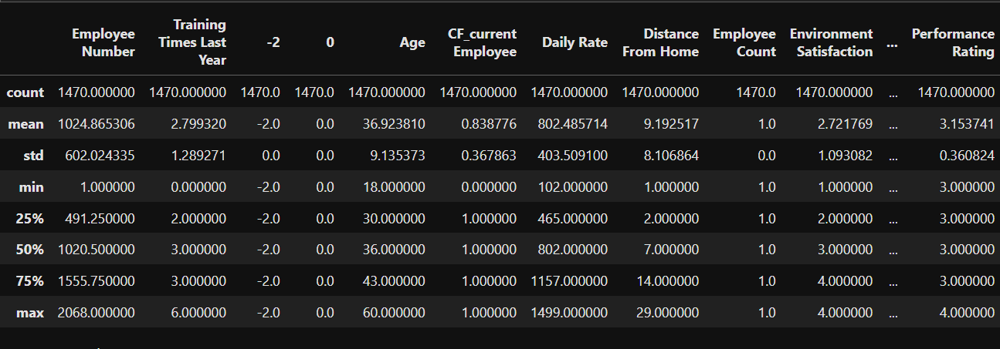 Employee Number Training Times Last Year -2 0 Age CF_current Employee Daily Rate Distance From Home Employee Count Environment Satisfaction ... Performance Rating
count 1470.000000 1470.000000 1470.0 1470.0 1470.000000 1470.000000 1470.000000 1470.000000 1470.0 1470.000000 ... 1470.000000
mean 1024.865306 2.799320 -2.0 0.0 36.923810 0.838776 802.485714 9.192517 1.0 2.721769 ... 3.153741
std 602.024335 1.289271 0.0 0.0 9.135373 0.367863 403.509100 8.106864 0.0 1.093082 ... 0.360824
min 1.000000 0.000000 -2.0 0.0 18.000000 0.000000 102.000000 1.000000 1.0 1.000000 ... 3.000000
25% 491.250000 2.000000 -2.0 0.0 30.000000 1.000000 465.000000 2.000000 1.0 2.000000 ... 3.000000
50% 1020.500000 3.000000 -2.0 0.0 36.000000 1.000000 802.000000 7.000000 1.0 3.000000 ... 3.000000
75% 1555.750000 3.000000 -2.0 0.0 43.000000 1.000000 1157.000000 14.000000 1.0 4.000000 ... 3.000000
max 2068.000000 6.000000 -2.0 0.0 60.000000 1.000000 1499.000000 29.000000 1.0 4.000000 ... 4.000000